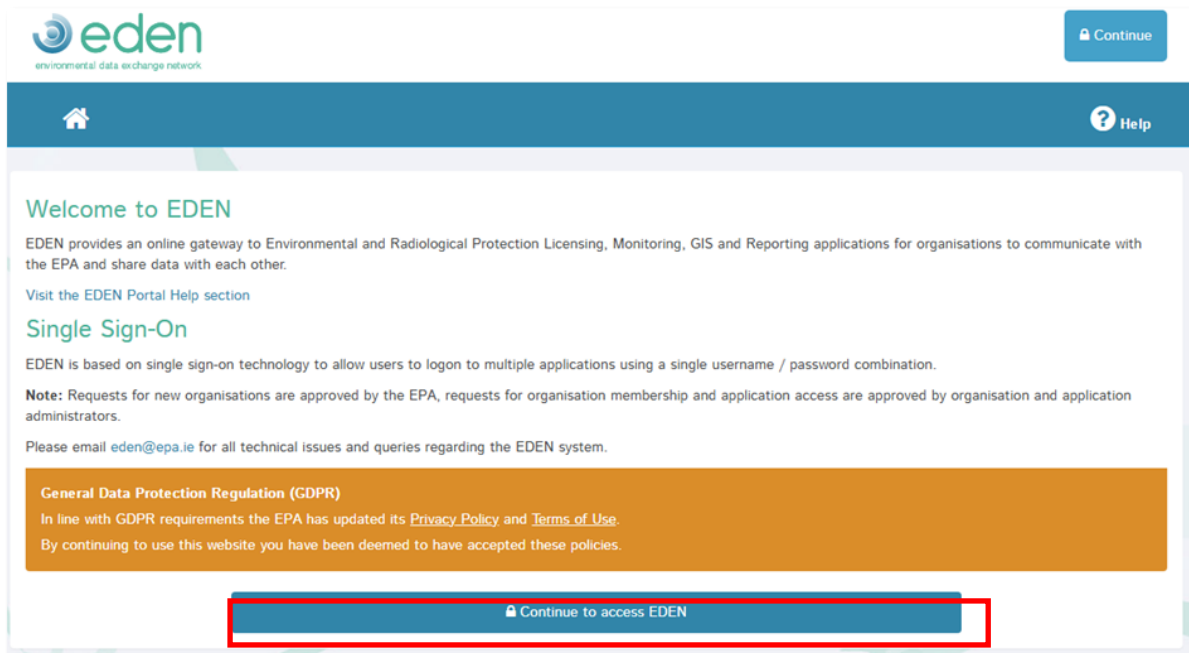 eden
environmental data exchange network
Continue
Help
Welcome to EDEN
EDEN provides an online gateway to Environmental and Radiological Protection Licensing, Monitoring, GIS and Reporting applications for organisations to communicate with
the EPA and share data with each other.
Visit the EDEN Portal Help section
Single Sign-On
EDEN is based on single sign-on technology to allow users to logon to multiple applications using a single username / password combination.
Note: Requests for new organisations are approved by the EPA, requests for organisation membership and application access are approved by organisation and application
administrators.
Please email eden@epa.ie for all technical issues and queries regarding the EDEN system.
General Data Protection Regulation (GDPR)
In line with GDPR requirements the EPA has updated its Privacy Policy and Terms of Use.
By continuing to use this website you have been deemed to have accepted these policies.
Continue to access EDEN